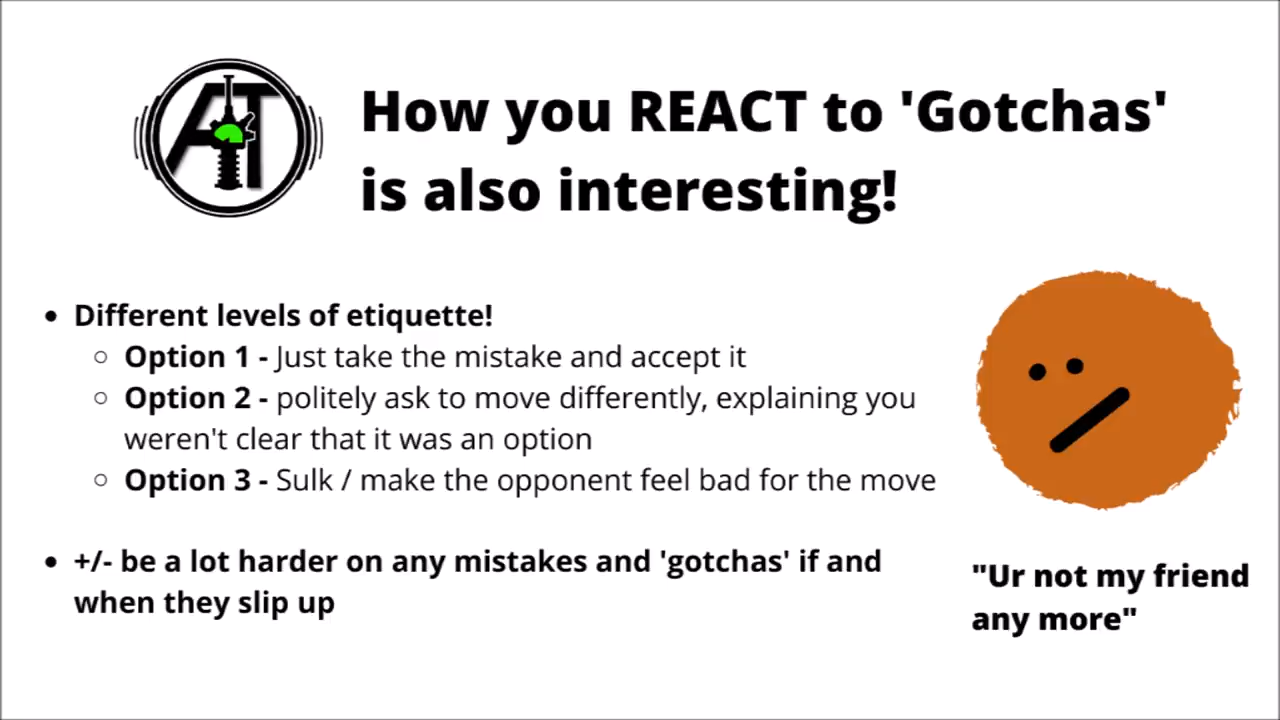 AT
How you REACT to 'Gotchas'
is also interesting!
• Different levels of etiquette!
○ Option 1 - Just take the mistake and accept it
○ Option 2 - politely ask to move differently, explaining you
weren't clear that it was an option
○ Option 3 - Sulk / make the opponent feel bad for the move
• +/- be a lot harder on any mistakes and 'gotchas' if and
when they slip up
"Ur not my friend
any more"